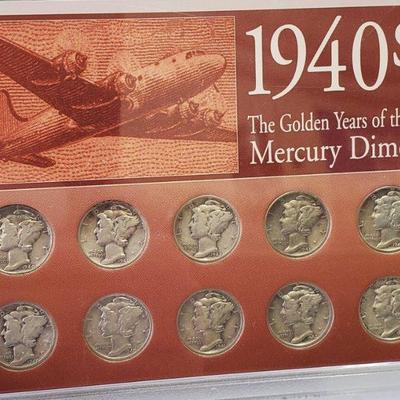 1940s
The Golden Years of the
Mercury Dime